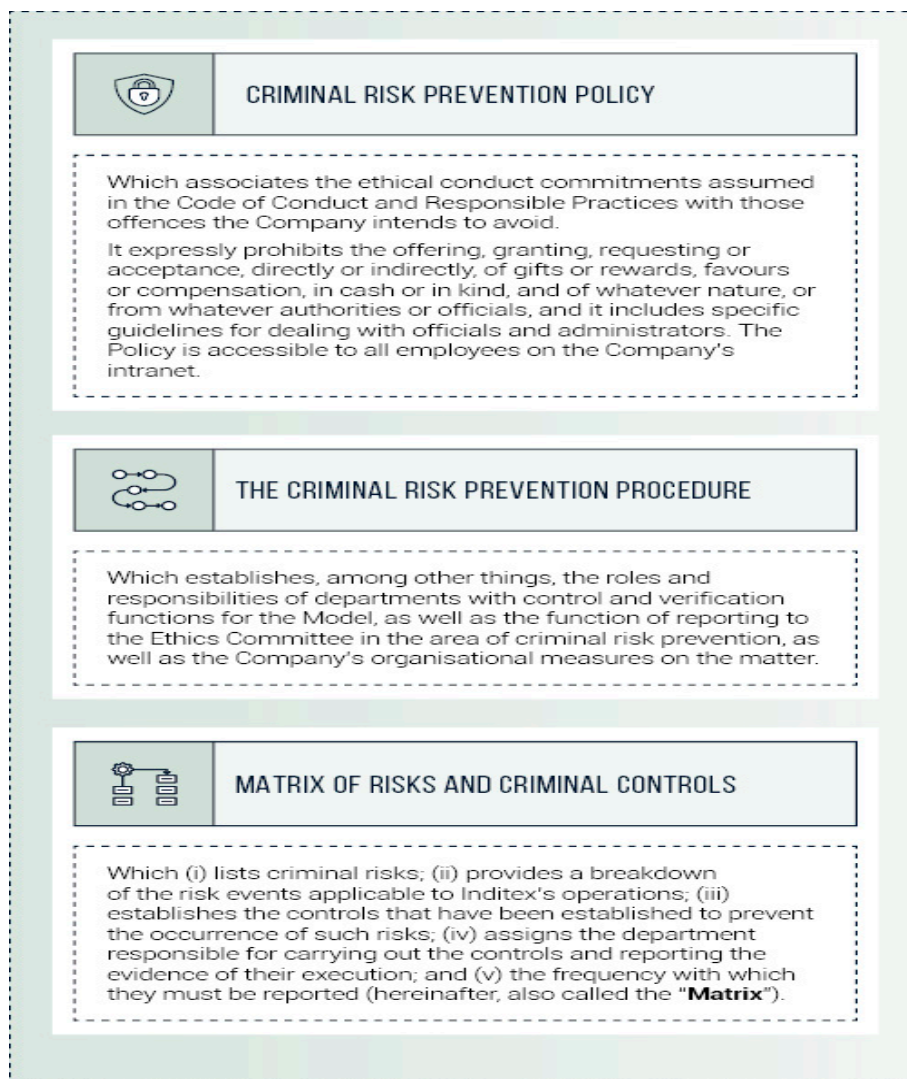 CRIMINAL RISK PREVENTION POLICY
Which associates the ethical conduct commitments assumed
in the Code of Conduct and Responsible Practices with those
offences the Company intends to avoid.
It expressly prohibits the offering, granting, requesting or
acceptance, directly or indirectly, of gifts or rewards, favours
or compensation, in cash or in kind, and of whatever nature, or
from whatever authorities or officials, and it includes specific
guidelines for dealing with officials and administrators. The
Policy is accessible to all employees on the Company's
intranet.
THE CRIMINAL RISK PREVENTION PROCEDURE
Which establishes, among other things, the roles and
responsibilities of departments with control and verification
functions for the Model, as well as the function of reporting to
the Ethics Committee in the area of criminal risk prevention, as
well as the Company's organisational measures on the matter.
MATRIX OF RISKS AND CRIMINAL CONTROLS
Which (i) lists criminal risks; (ii) provides a breakdown
of the risk events applicable to Inditex's operations; (iii)
establishes the controls that have been established to prevent
the occurrence of such risks; (iv) assigns the department
responsible for carrying out the controls and reporting the
evidence of their execution; and (v) the frequency with which
they must be reported (hereinafter, also called the "Matrix").